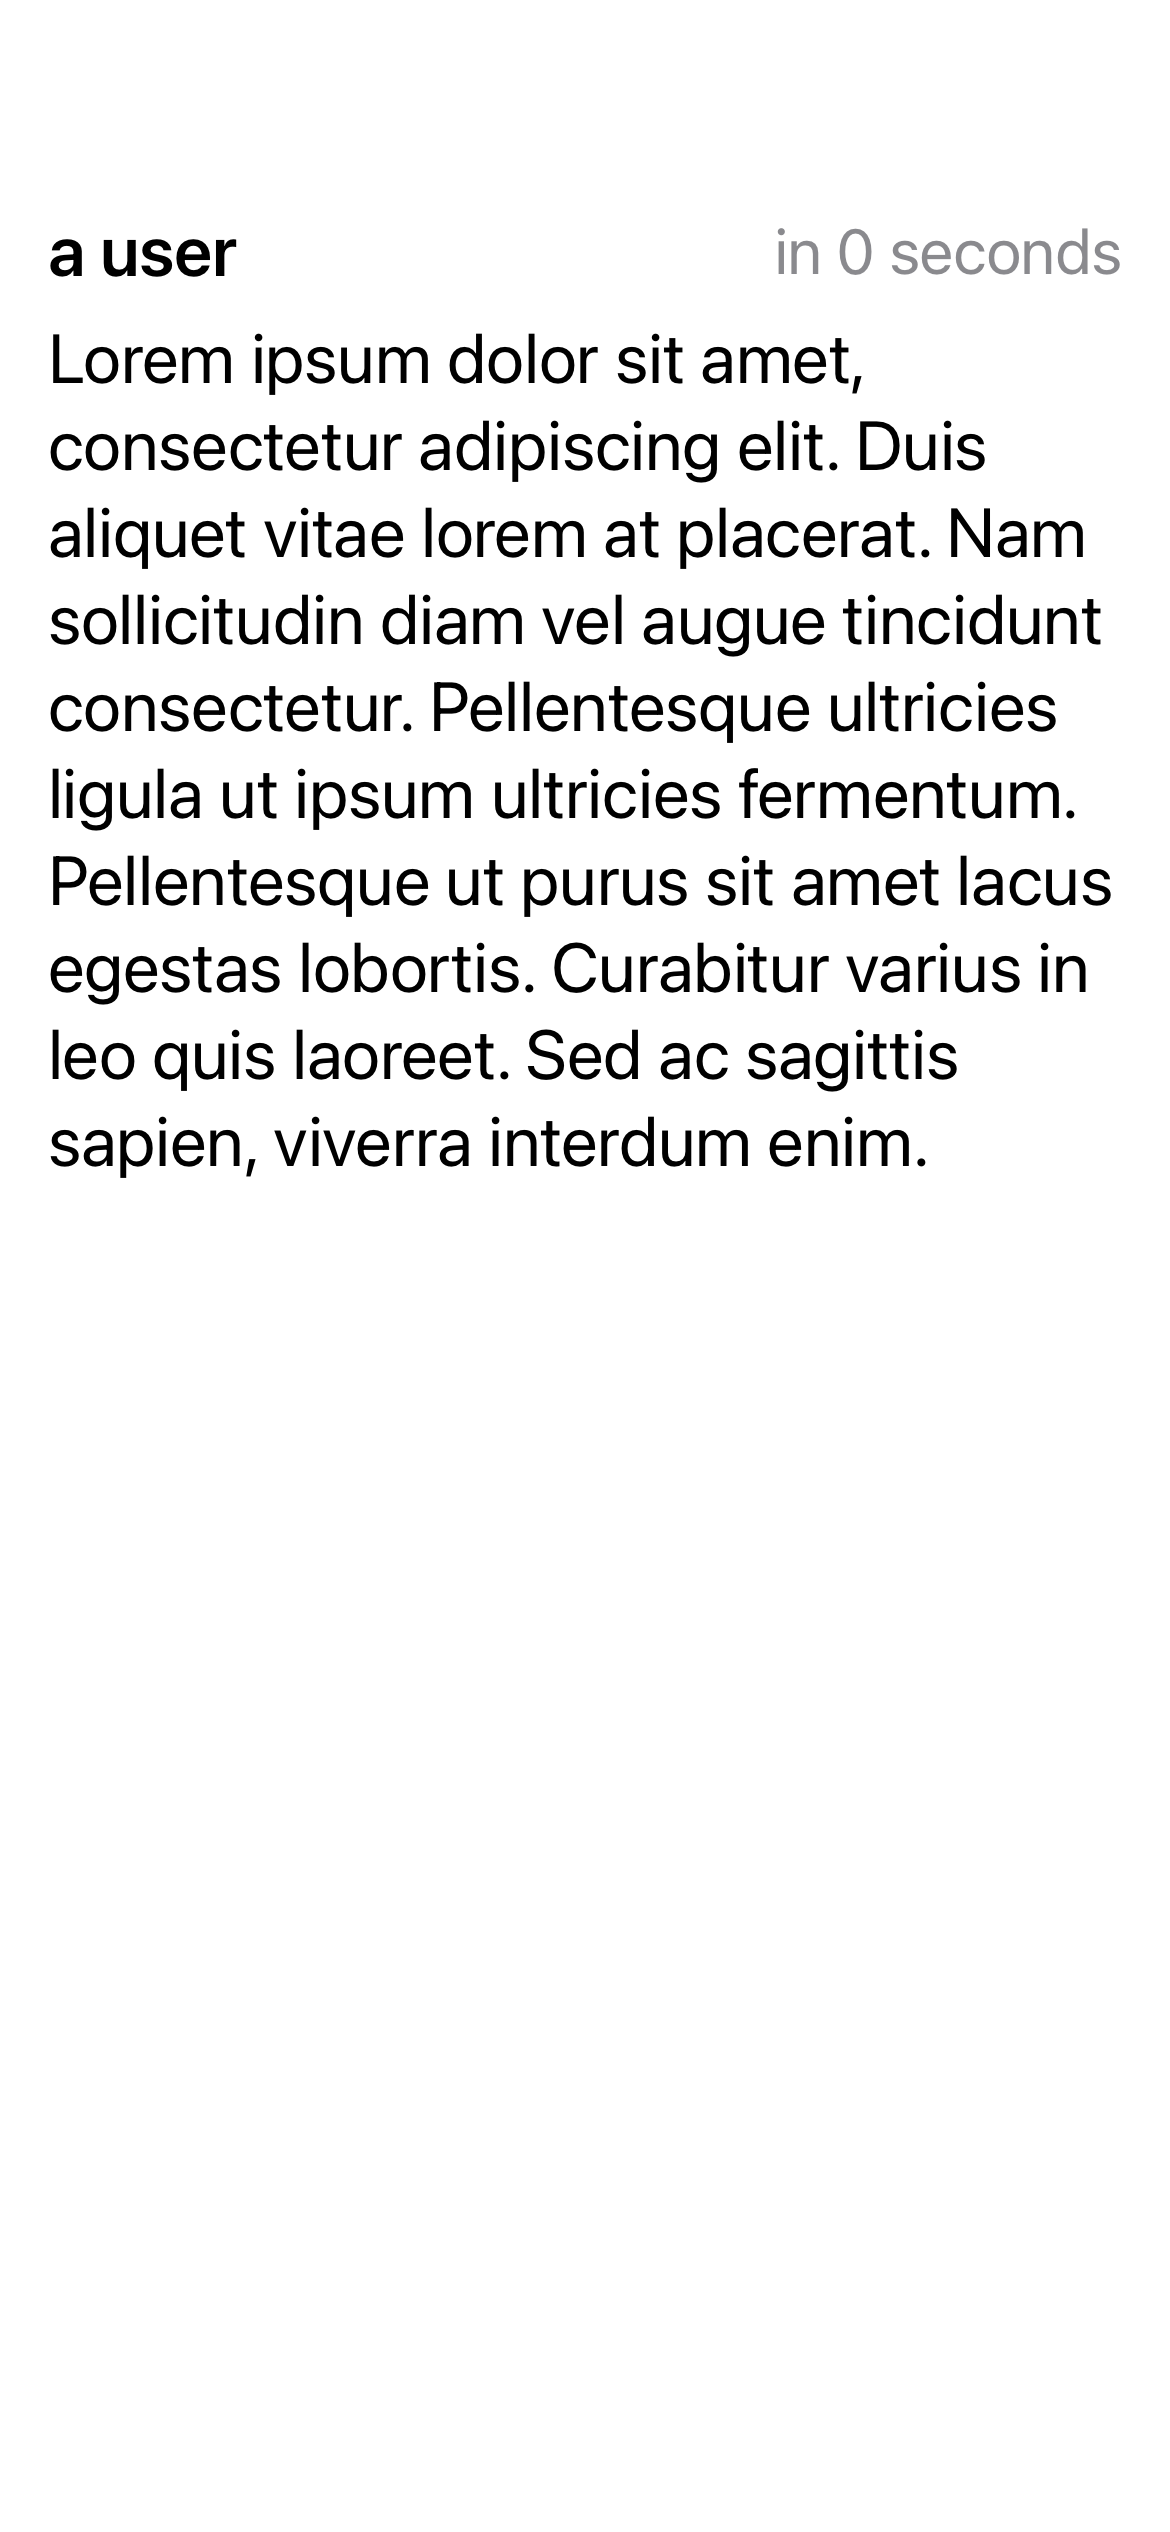 a user in 0 seconds
Lorem ipsum dolor sit amet,
consectetur adipiscing elit. Duis
aliquet vitae lorem at placerat. Nam
sollicitudin diam vel augue tincidunt
consectetur. Pellentesque ultricies
ligula ut ipsum ultricies fermentum.
Pellentesque ut purus sit amet lacus
egestas lobortis. Curabitur varius in
leo quis laoreet. Sed ac sagittis
sapien, viverra interdum enim.